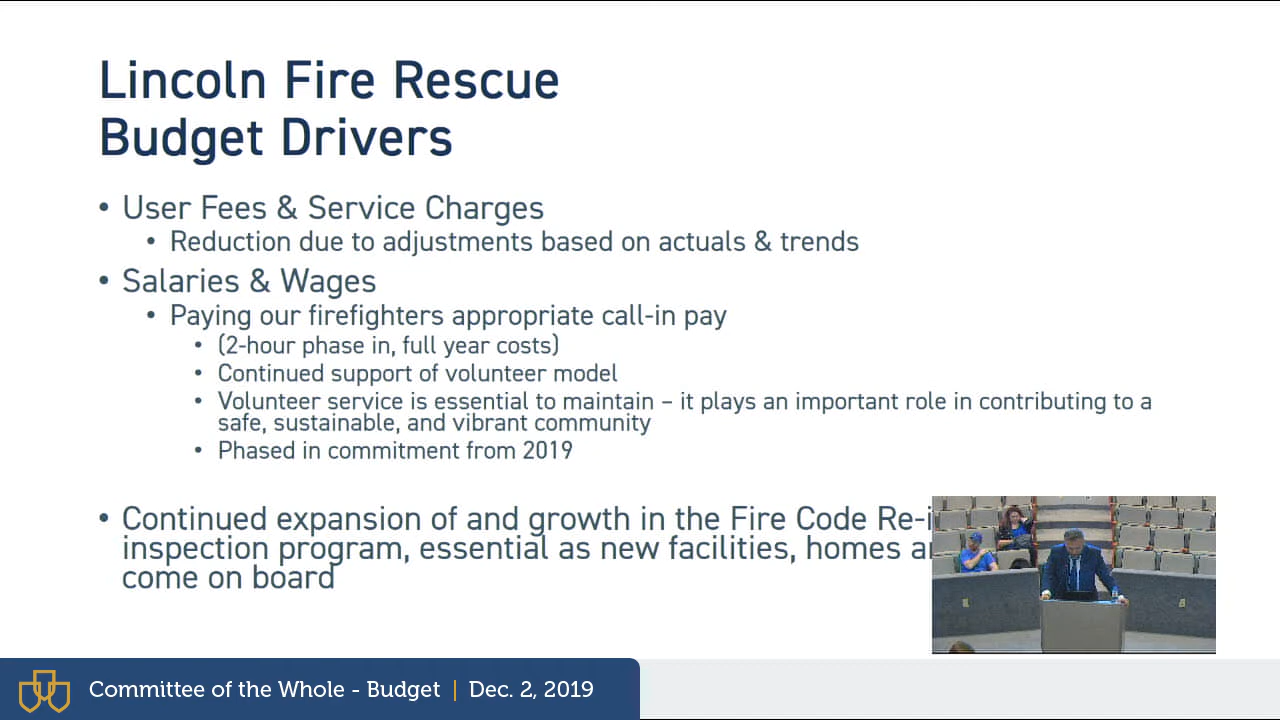 Lincoln Fire Rescue
Budget Drivers
• User Fees & Service Charges
• Reduction due to adjustments based on actuals & trends
• Salaries & Wages
• Paying our firefighters appropriate call-in pay
• (2-hour phase in, full year costs)
• Continued support of volunteer model
• Volunteer service is essential to maintain – it plays an important role in contributing to a
safe, sustainable, and vibrant community
• Phased in commitment from 2019
• Continued expansion of and growth in the Fire Code
inspection program, essential as new facilities, homes
come on board
Committee of the Whole - Budget | Dec. 2, 2019